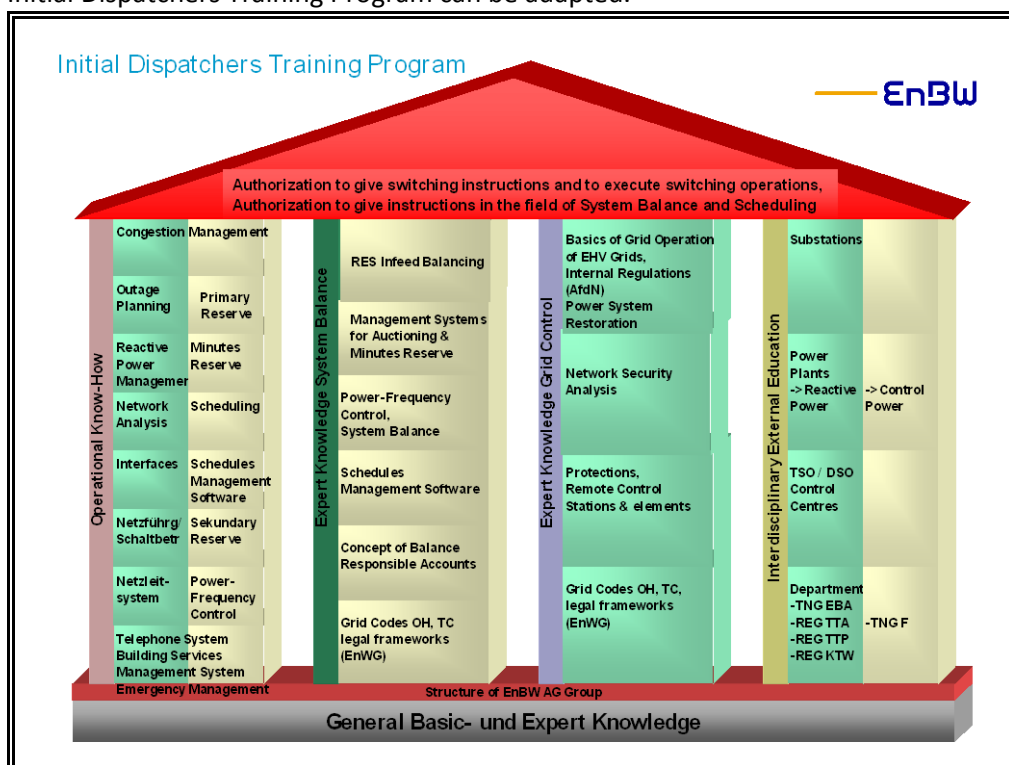 Initial Dispatchers Training Program can be adapted.
Initial Dispatchers Training Program
EnBW
Authorization to give switching instructions and to execute switching operations,
Authorization to give instructions in the field of System Balance and Scheduling
Operational Know-How
Congestion Management
Outage
Planning
Primary
Reserve
Reactive
Power
Managemer
Minutes
Reserve
Network
Analysis
Scheduling
Interfaces
Schedules
Management
Software
Netzführg/
Schaltbetr
Sekundary
Reserve
Netzleit-
system
Power-
Frequency
Control
Telephone System
Building Services
Management System
Emergency Management
Expert Knowledge System Balance
RES Infeed Balancing
Management Systems
for Auctioning &
Minutes Reserve
Power-Frequency
Control,
System Balance
Schedules
Management Software
Concept of Balance
Responsible Accounts
Grid Codes OH, TC
legal frameworks
(EnWG)
Expert Knowledge Grid Control
Basics of Grid Operation
of EHV Grids,
Internal Regulations
(AfdN)
Power System
Restoration
Network Security
Analysis
Protections,
Remote Control
Stations & elements
Grid Codes OH, TC,
legal frameworks
(EnWG)
Interdisciplinary External Education
Substations
Power
Plants
->Reactive
Power
->Control
Power
TSO / DSO
Control
Centres
Department
-TNG EBA
-REG TTA
-REG TTP
-REG KTW
-TNG F
Structure of EnBW AG Group
General Basic- und Expert Knowledge